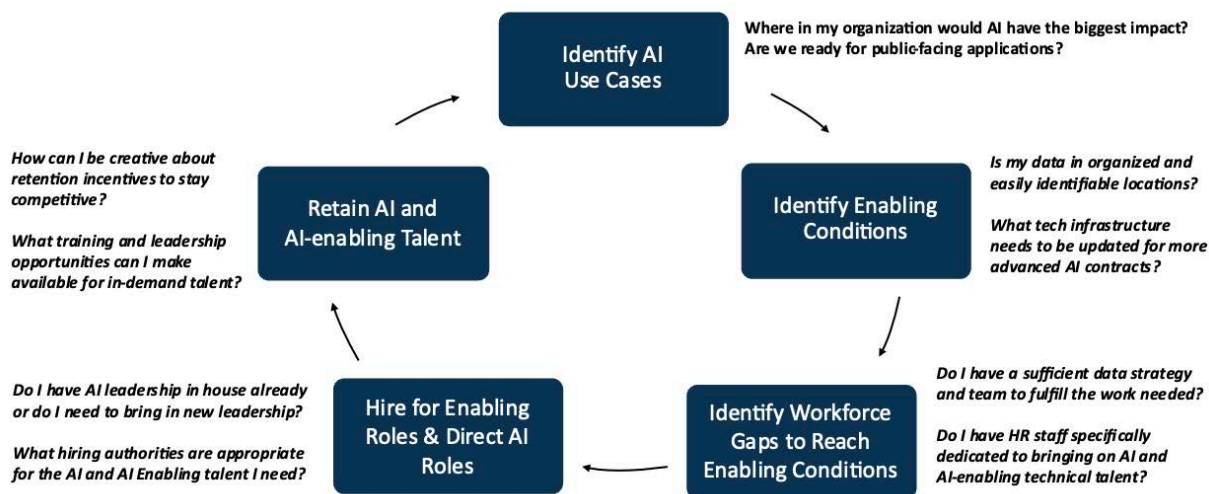 Identify AI
Use Cases
Where in my organization would AI have the biggest impact?
Are we ready for public-facing applications?
Identify Enabling
Conditions
Is my data in organized and
easily identifiable locations?
What tech infrastructure
needs to be updated for more
advanced AI contracts?
Identify Workforce
Gaps to Reach
Enabling Conditions
Do I have a sufficient data strategy
and team to fulfill the work needed?
Do I have HR staff specifically
dedicated to bringing on AI and
AI-enabling technical talent?
Hire for Enabling
Roles & Direct AI
Roles
Do I have AI leadership in house already
or do I need to bring in new leadership?
What hiring authorities are appropriate
for the AI and AI Enabling talent I need?
Retain AI and
AI-enabling Talent
How can I be creative about
retention incentives to stay
competitive?
What training and leadership
opportunities can I make
available for in-demand talent?